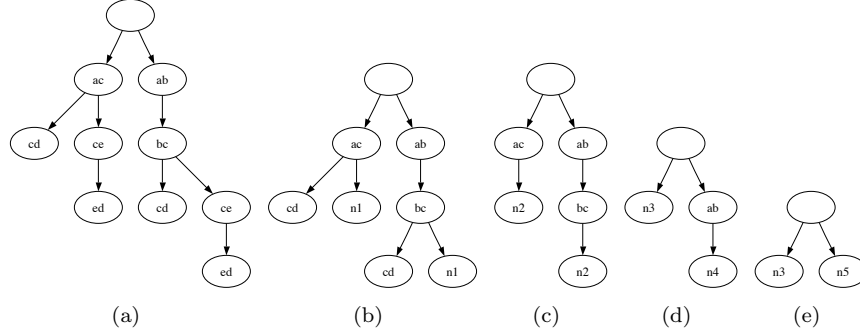 ac ab
cd ce bc
ed cd ce
ed
(a)
ac ab
cd n1 bc
cd n1
(b)
ac ab
n2 bc
n2
(c)
n3 ab
n4
(d)
n3 n5
(e)